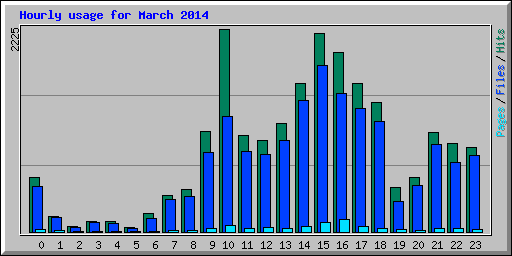 Hourly usage for March 2014
2225
Pages/Files/Hits
0 1 2 3 4 5 6 7 8 9 10 11 12 13 14 15 16 17 18 19 20 21 22 23